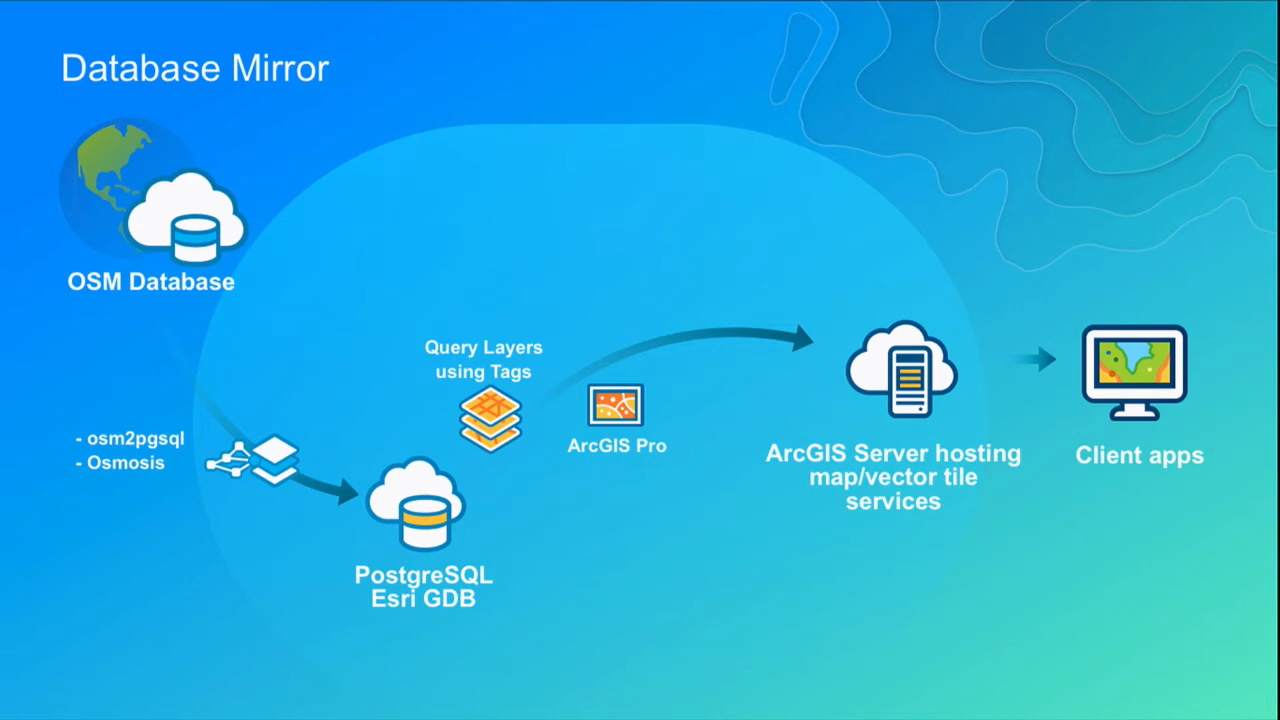 Database Mirror
OSM Database
- osm2pgsql
- Osmosis
PostgreSQL
Esri GDB
Query Layers
using Tags
ArcGIS Pro
ArcGIS Server hosting
map/vector tile
services
Client apps